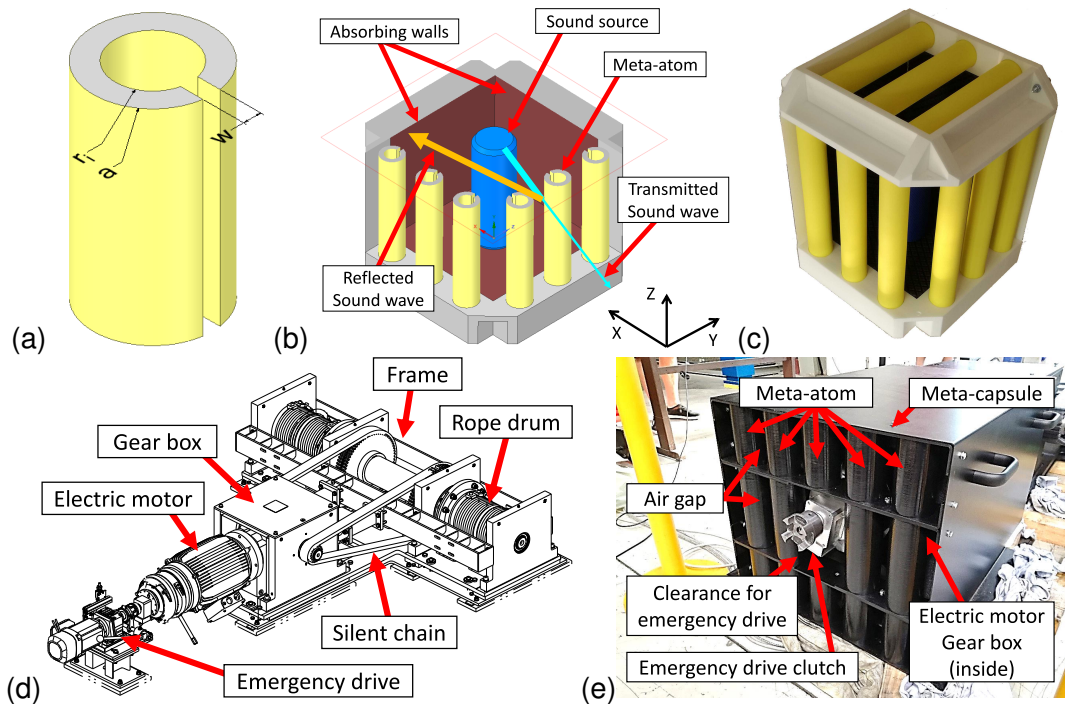 (a)
r_i
a
w
(b)
Absorbing walls
Sound source
Meta-atom
Transmitted
Sound wave
Reflected
Sound wave
X
Z
Y
(c)
(d)
Frame
Gear box
Rope drum
Electric motor
Silent chain
Emergency drive
(e)
Meta-atom
Meta-capsule
Air gap
Clearance for
emergency drive
Emergency drive clutch
Electric motor
Gear box
(inside)